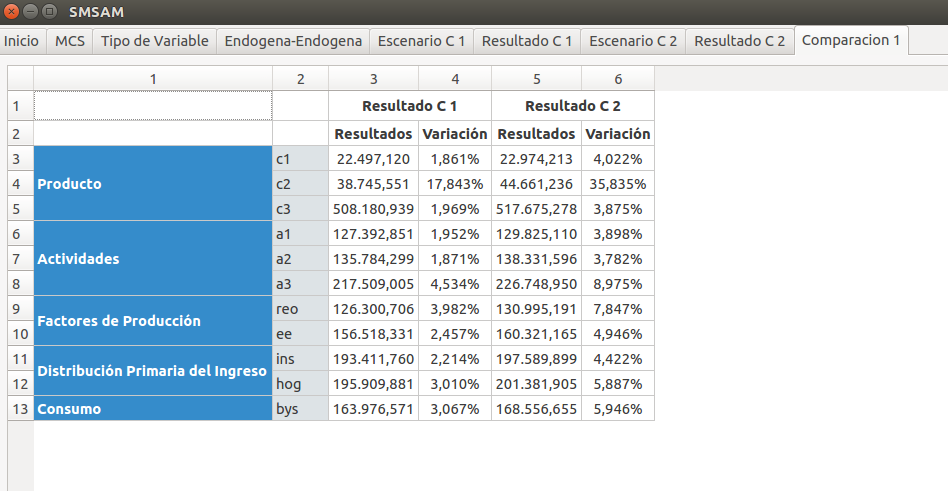 SMSAM
Inicio MCS Tipo de Variable Endogena-Endogena Escenario C 1 Resultado C 1 Escenario C 2 Resultado C 2 Comparacion 1
1 2 3 4 5 6
1 Resultado C 1 Resultado C 2
2 Resultados Variación Resultados Variación
3 c1 22.497,120 1,861% 22.974,213 4,022%
4 Producto c2 38.745,551 17,843% 44.661,236 35,835%
5 c3 508.180,939 1,969% 517.675,278 3,875%
6 a1 127.392,851 1,952% 129.825,110 3,898%
7 Actividades a2 135.784,299 1,871% 138.331,596 3,782%
8 a3 217.509,005 4,534% 226.748,950 8,975%
9 reo 126.300,706 3,982% 130.995,191 7,847%
Factores de Producción
10 ee 156.518,331 2,457% 160.321,165 4,946%
11 ins 193.411,760 2,214% 197.589,899 4,422%
Distribución Primaria del Ingreso
12 hog 195.909,881 3,010% 201.381,905 5,887%
13 Consumo bys 163.976,571 3,067% 168.556,655 5,946%